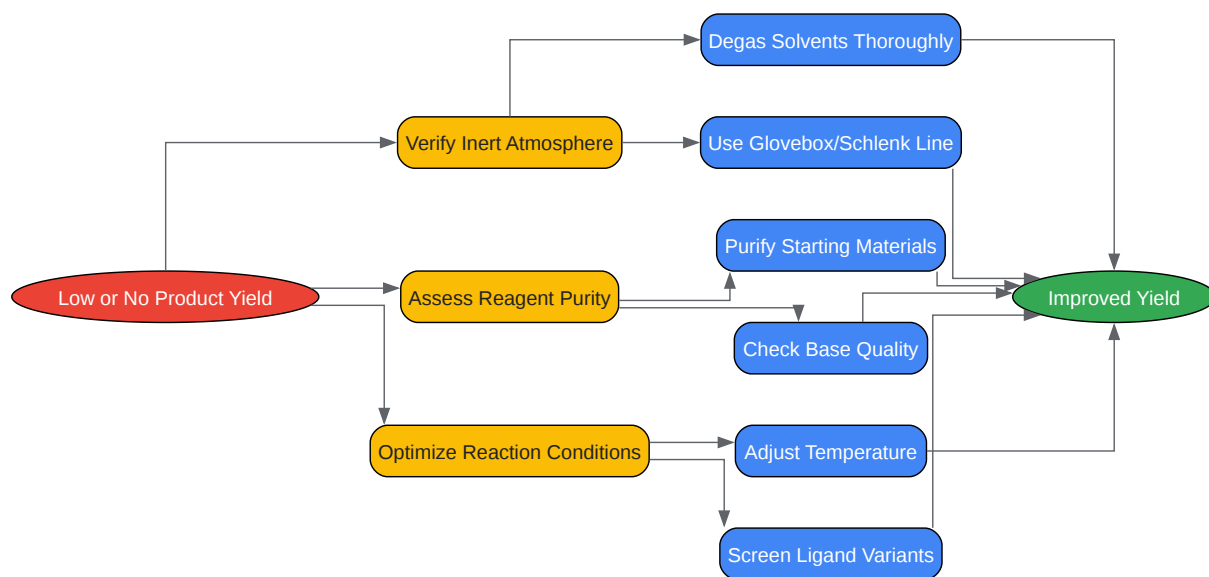 Degas Solvents Thoroughly
Verify Inert Atmosphere
Use Glovebox/Schlenk Line
Purify Starting Materials
Low or No Product Yield
Assess Reagent Purity
Improved Yield
Check Base Quality
Optimize Reaction Conditions
Adjust Temperature
Screen Ligand Variants